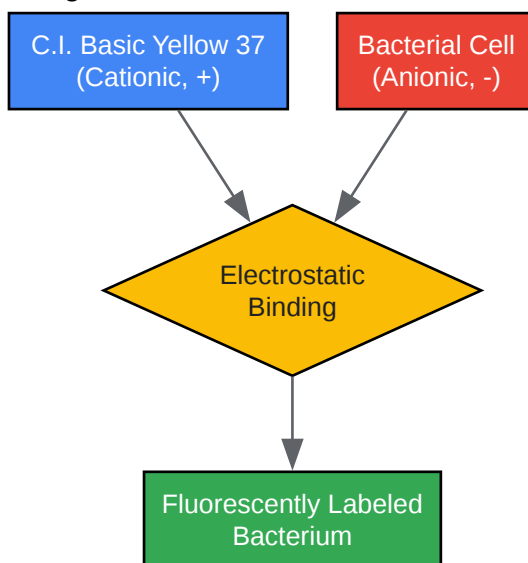 C.I. Basic Yellow 37
(Cationic, +)
Bacterial Cell
(Anionic, -)
Electrostatic
Binding
Fluorescently Labeled
Bacterium